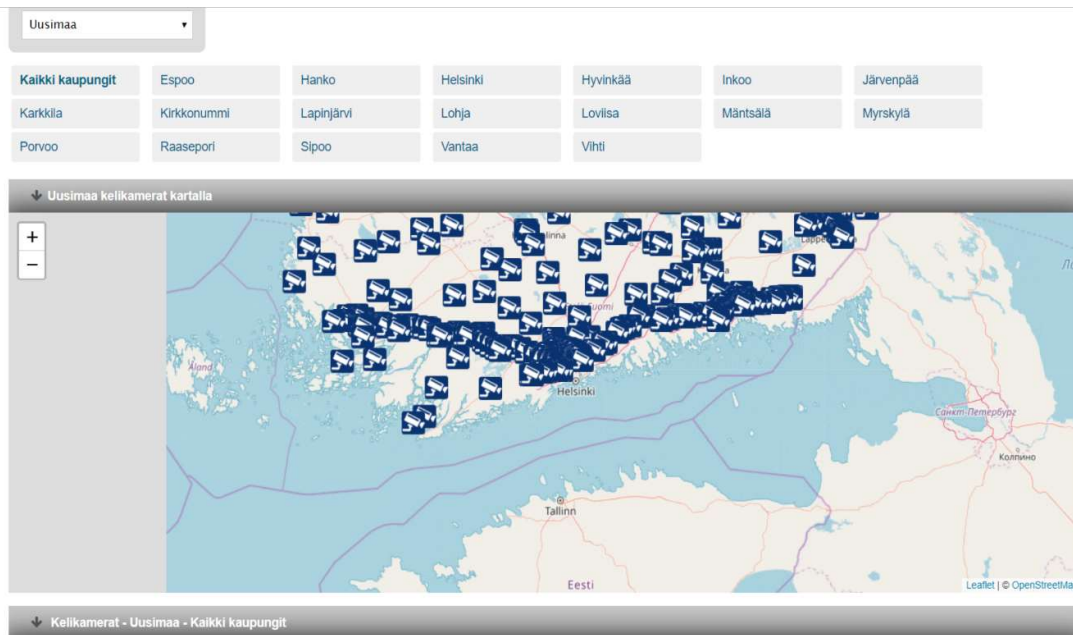 Uusimaa
Kaikki kaupungit Espoo Hanko Helsinki Hyvinkää Inkoo Järvenpää
Karkkila Kirkkonummi Lapinjärvi Lohja Loviisa Mäntsälä Myrskylä
Porvoo Raasepori Sipoo Vantaa Vihti
Uusimaa kelikamerat kartalla
+
−
Åland
Helsinki
Санкт-Петербург
Колпино
Tallinn
Eesti
Leaflet | © OpenStreetMa
Kelikamerat - Uusimaa - Kaikki kaupungit